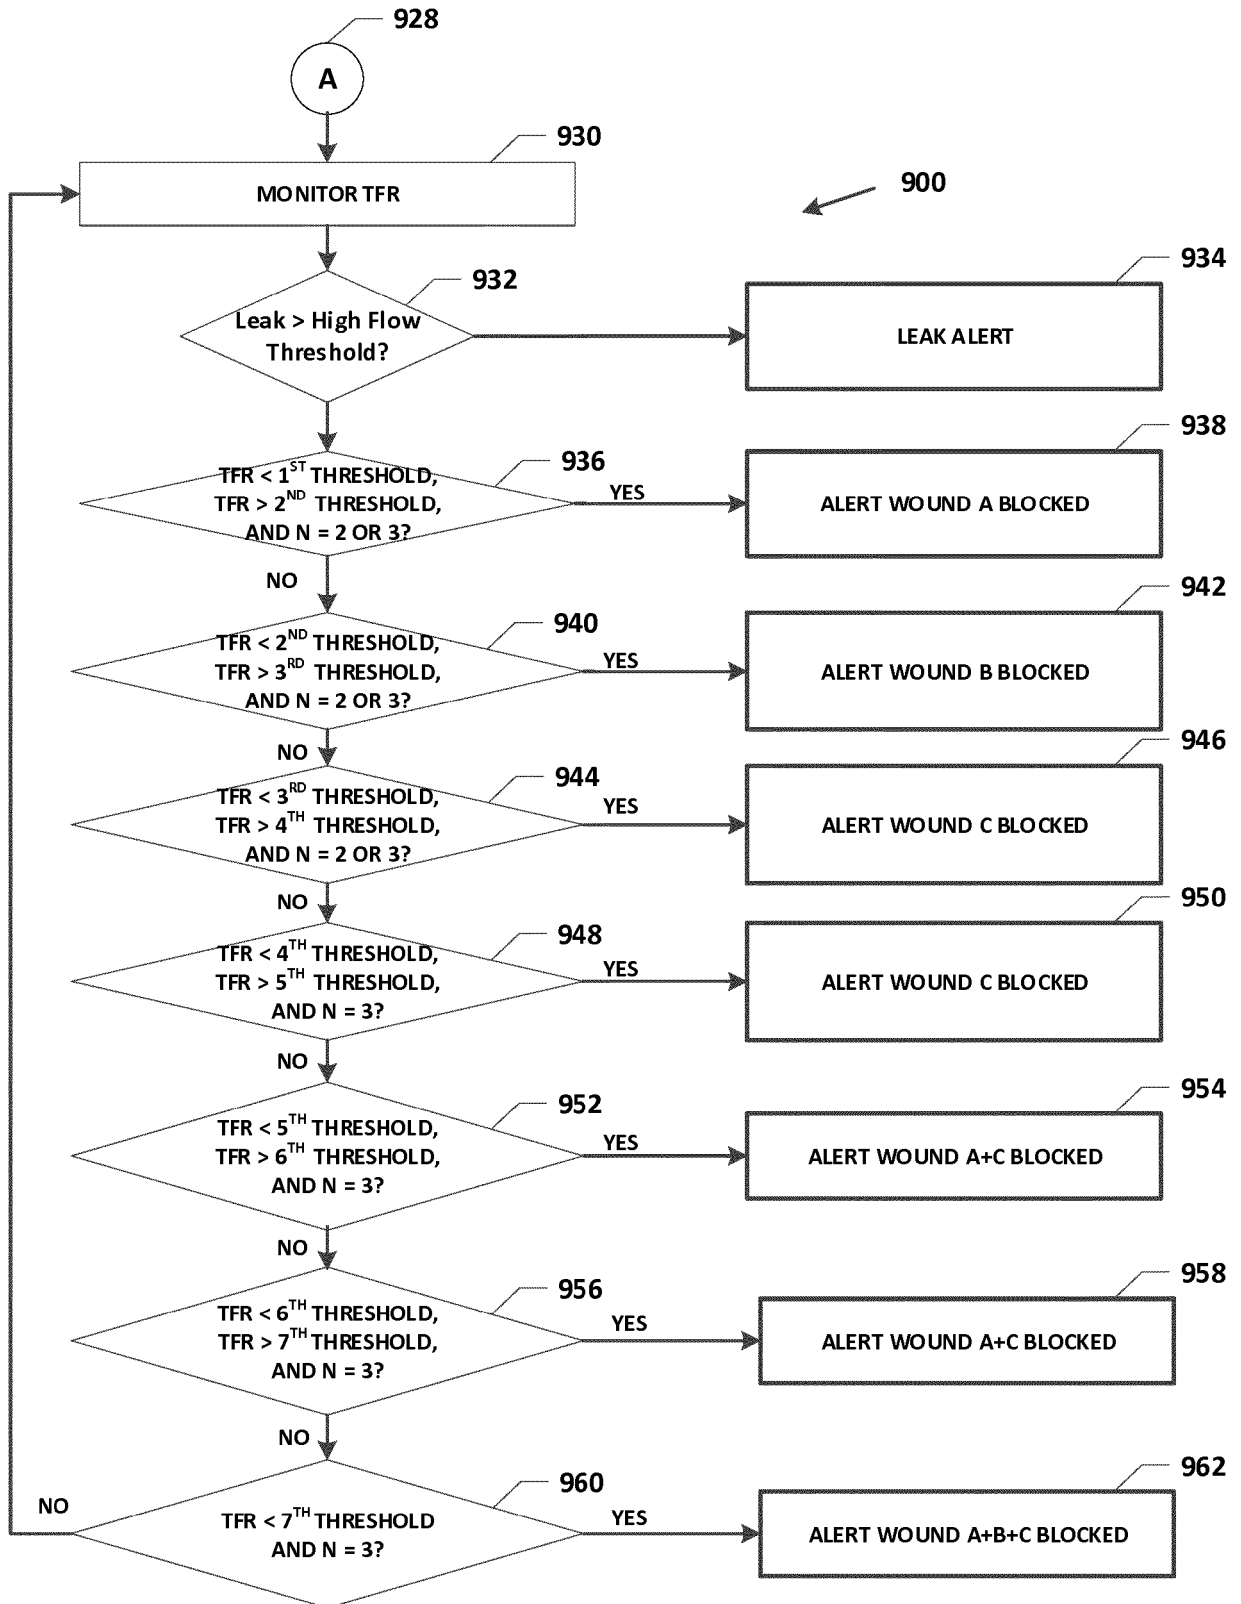 928
A
930
MONITOR TFR
900
932
934
Leak > High Flow
Threshold?
LEAK ALERT
936
938
TFR < 1ST THRESHOLD,
TFR > 2ND THRESHOLD,
AND N = 2 OR 3?
YES
ALERT WOUND A BLOCKED
NO
940
942
TFR < 2ND THRESHOLD,
TFR > 3RD THRESHOLD,
AND N = 2 OR 3?
YES
ALERT WOUND B BLOCKED
NO
944
946
TFR < 3RD THRESHOLD,
TFR > 4TH THRESHOLD,
AND N = 2 OR 3?
YES
ALERT WOUND C BLOCKED
NO
948
950
TFR < 4TH THRESHOLD,
TFR > 5TH THRESHOLD,
AND N = 3?
YES
ALERT WOUND C BLOCKED
NO
952
954
TFR < 5TH THRESHOLD,
TFR > 6TH THRESHOLD,
AND N = 3?
YES
ALERT WOUND A+C BLOCKED
NO
956
958
TFR < 6TH THRESHOLD,
TFR > 7TH THRESHOLD,
AND N = 3?
YES
ALERT WOUND A+C BLOCKED
NO
960
962
NO
TFR < 7TH THRESHOLD
AND N = 3?
YES
ALERT WOUND A+B+C BLOCKED